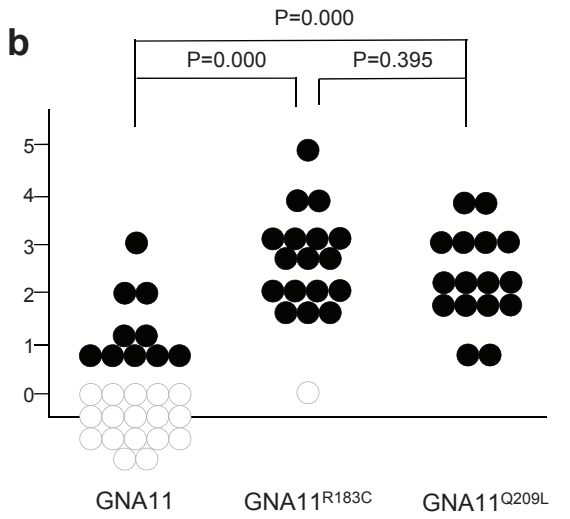 b
P=0.000
P=0.000
P=0.395
5
4
3
2
1
0
GNA11
GNA11R183C
GNA11Q209L